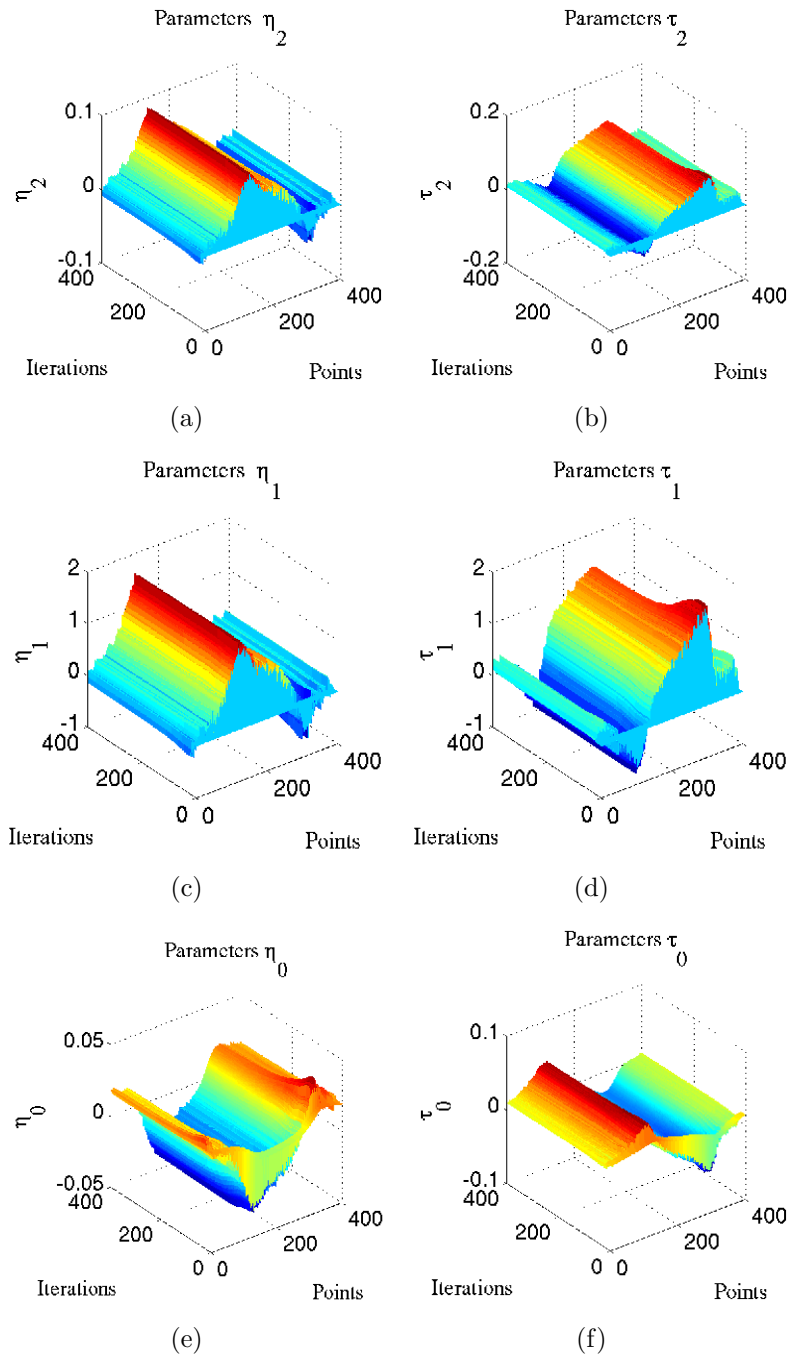 Parameters η2
Parameters τ2
0.1
0
-0.1
η2
400
200
0
0
200
400
Iterations
Points
0.2
0
-0.2
τ2
400
200
0
0
200
400
Iterations
Points
(a)
(b)
Parameters η1
Parameters τ1
2
1
0
-1
η1
400
200
0
0
200
400
Iterations
Points
2
1
0
-1
τ1
400
200
0
0
200
400
Iterations
Points
(c)
(d)
Parameters η0
Parameters τ0
0.05
0
-0.05
η0
400
200
0
0
200
400
Iterations
Points
0.1
0
-0.1
τ0
400
200
0
0
200
400
Iterations
Points
(e)
(f)